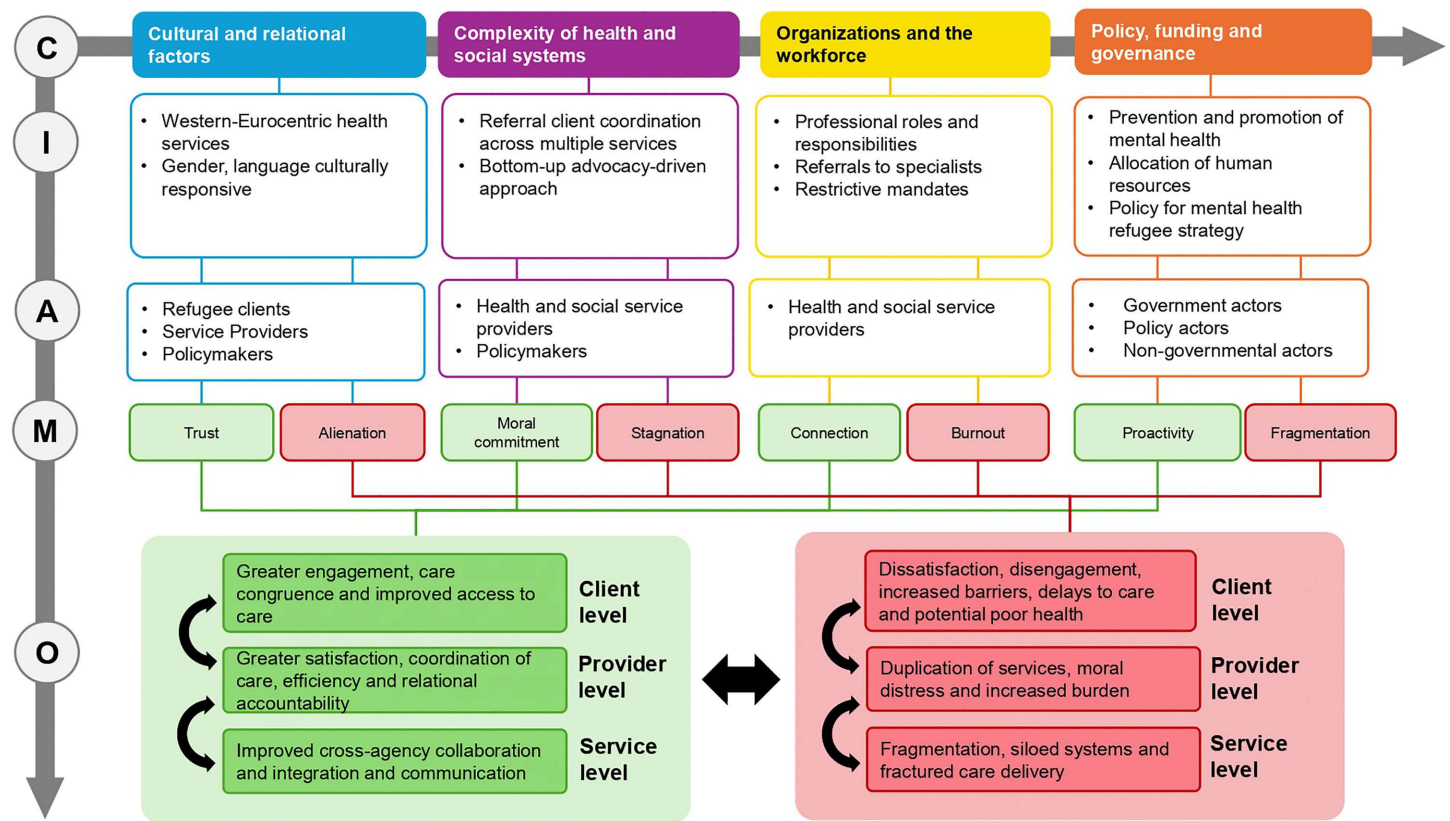 C
Cultural and relational
factors
Complexity of health and
social systems
Organizations and the
workforce
Policy, funding and
governance
I
• Western-Eurocentric health
services
• Gender, language culturally
responsive
• Referral client coordination
across multiple services
• Bottom-up advocacy-driven
approach
• Professional roles and
responsibilities
• Referrals to specialists
• Restrictive mandates
• Prevention and promotion of
mental health
• Allocation of human
resources
• Policy for mental health
refugee strategy
A
• Refugee clients
• Service Providers
• Policymakers
• Health and social service
providers
• Policymakers
• Health and social service
providers
• Government actors
• Policy actors
• Non-governmental actors
M
Trust
Alienation
Moral
commitment
Stagnation
Connection
Burnout
Proactivity
Fragmentation
O
Greater engagement, care
congruence and improved access to
care
Client
level
Greater satisfaction, coordination of
care, efficiency and relational
accountability
Provider
level
Improved cross-agency collaboration
and integration and communication
Service
level
Dissatisfaction, disengagement,
increased barriers, delays to care
and potential poor health
Client
level
Duplication of services, moral
distress and increased burden
Provider
level
Fragmentation, siloed systems and
fractured care delivery
Service
level